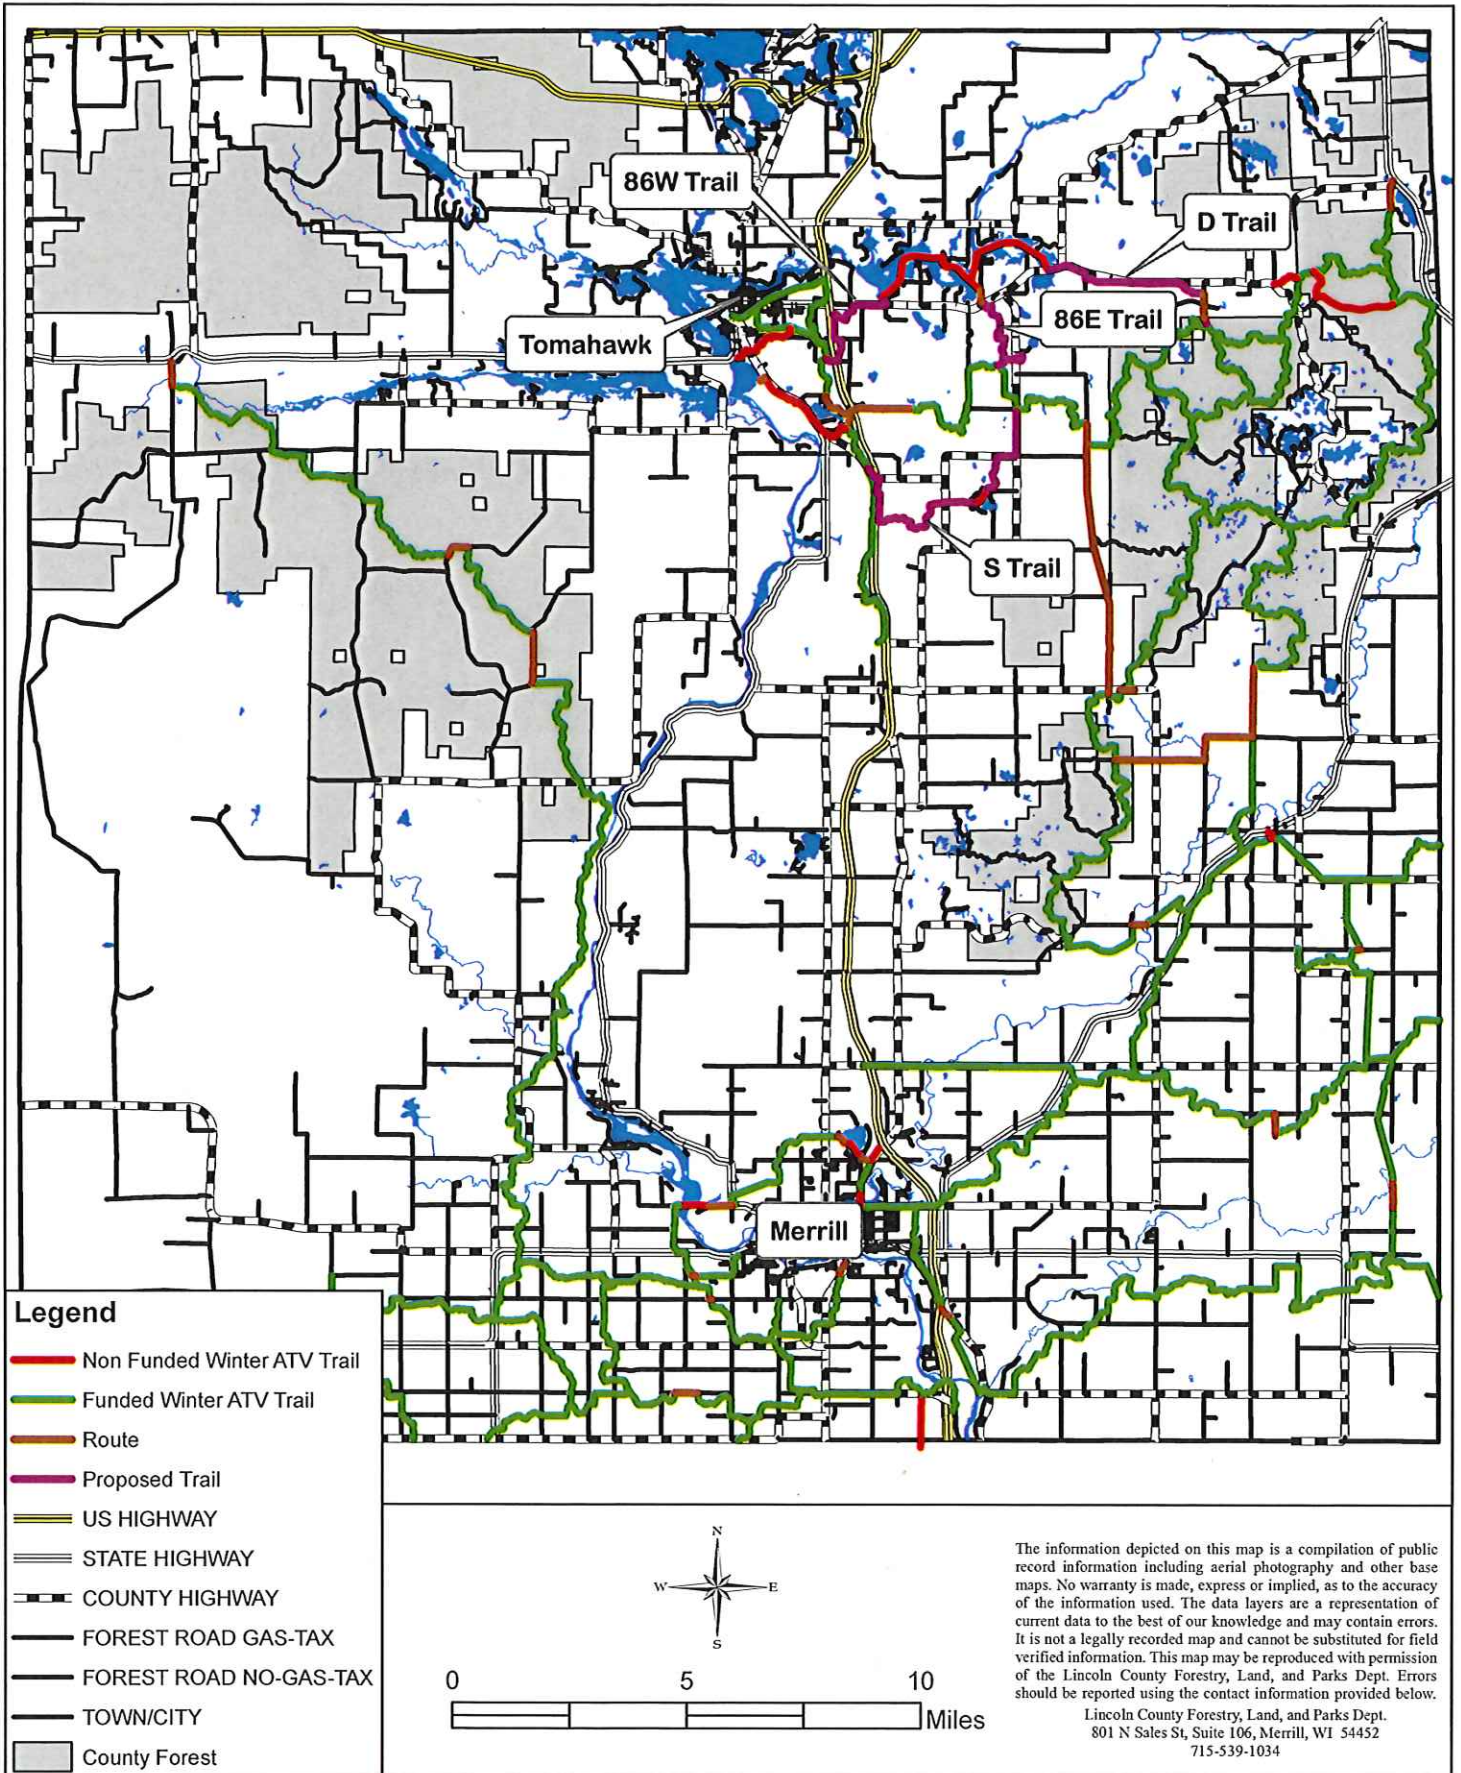 86W Trail
D Trail
86E Trail
Tomahawk
S Trail
Merrill
Legend
Non Funded Winter ATV Trail
Funded Winter ATV Trail
Route
Proposed Trail
US HIGHWAY
STATE HIGHWAY
COUNTY HIGHWAY
FOREST ROAD GAS-TAX
FOREST ROAD NO-GAS-TAX
TOWN/CITY
County Forest
N
W E
S
0 5 10
Miles
The information depicted on this map is a compilation of public
record information including aerial photography and other base
maps. No warranty is made, express or implied, as to the accuracy
of the information used. The data layers are a representation of
current data to the best of our knowledge and may contain errors.
It is not a legally recorded map and cannot be substituted for field
verified information. This map may be reproduced with permission
of the Lincoln County Forestry, Land, and Parks Dept. Errors
should be reported using the contact information provided below.
Lincoln County Forestry, Land, and Parks Dept.
801 N Sales St, Suite 106, Merrill, WI 54452
715-539-1034